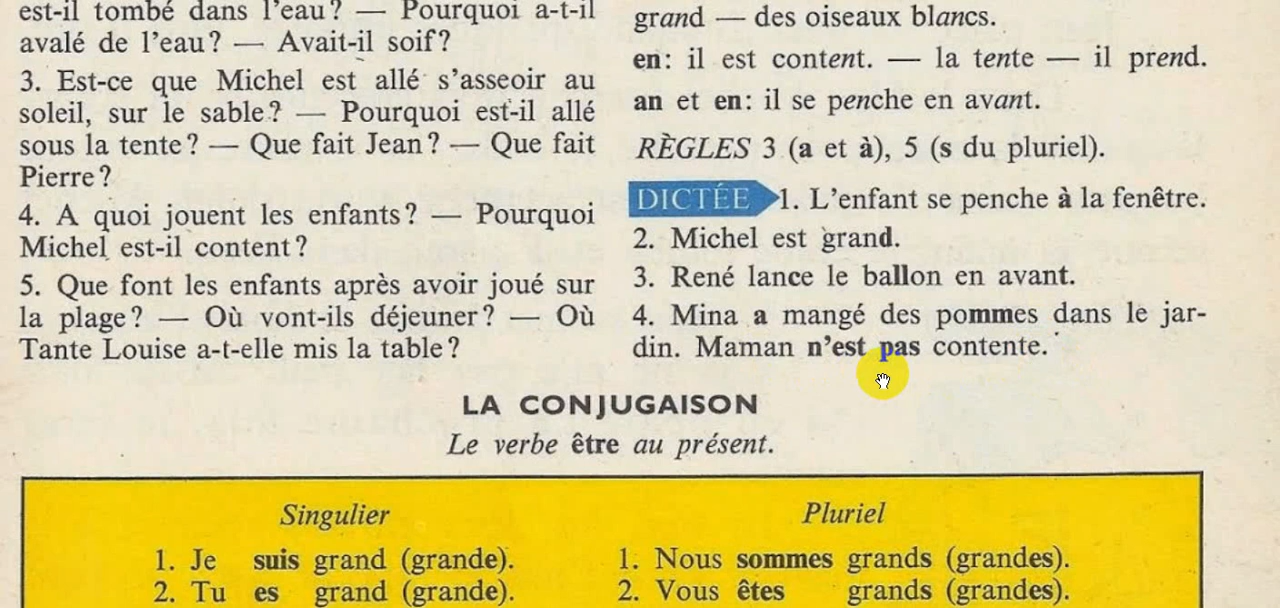 est-il tombé dans l'eau? — Pourquoi a-t-il
avalé de l'eau? — Avait-il soif?
3. Est-ce que Michel est allé s'asseoir au
soleil, sur le sable? — Pourquoi est-il allé
sous la tente? — Que fait Jean? — Que fait
Pierre?
4. A quoi jouent les enfants? — Pourquoi
Michel est-il content?
5. Que font les enfants après avoir joué sur
la plage? — Où vont-ils déjeuner? — Où
Tante Louise a-t-elle mis la table?
grand — des oiseaux blancs.
en: il est content. — la tente — il prend.
an et en: il se penche en avant.
RÈGLES 3 (a et à), 5 (s du pluriel).
DICTÉE 1. L'enfant se penche à la fenêtre.
2. Michel est grand.
3. René lance le ballon en avant.
4. Mina a mangé des pommes dans le jar-
din. Maman n'est pas contente.
LA CONJUGAISON
Le verbe être au présent.
Singulier
1. Je suis grand (grande).
2. Tu es grand (grande).
Pluriel
1. Nous sommes grands (grandes).
2. Vous êtes grands (grandes).